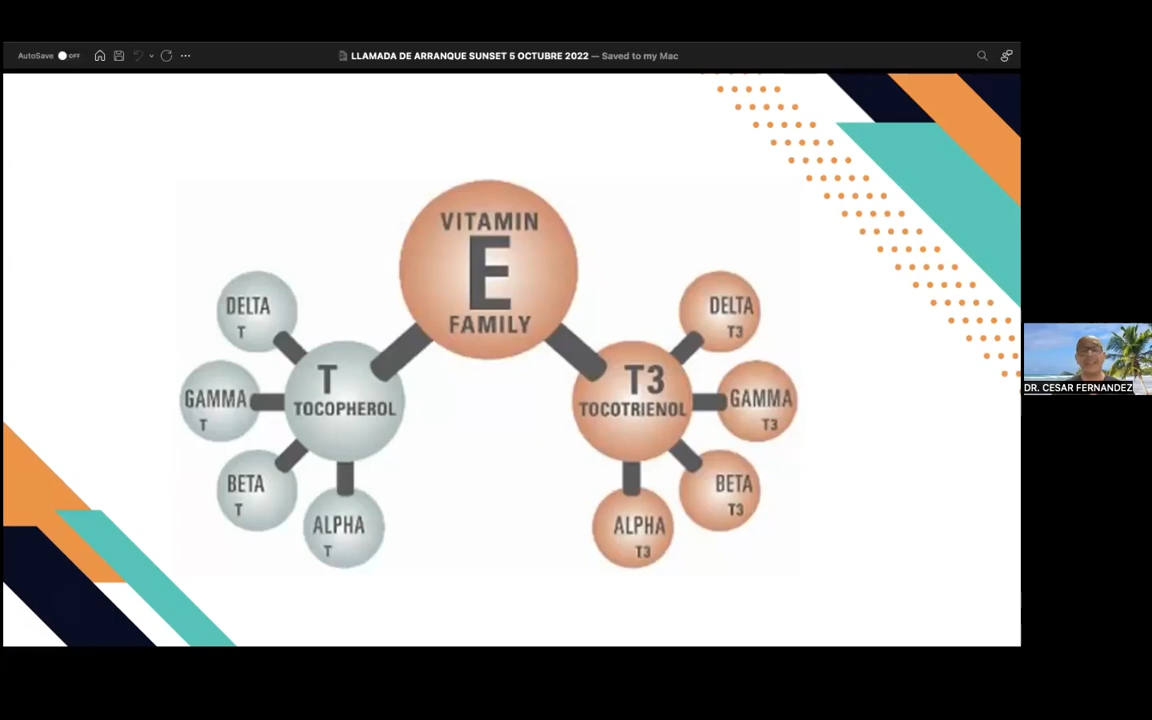 AutoSave OFF
LLAMADA DE ARRANQUE SUNSET 5 OCTUBRE 2022 — Saved to my Mac
VITAMIN
E
FAMILY
T
TOCOPHEROL
DELTA
T
GAMMA
T
BETA
T
ALPHA
T
T3
TOCOTRIENOL
DELTA
T3
GAMMA
T3
BETA
T3
ALPHA
T3
DR. CESAR FERNANDEZ